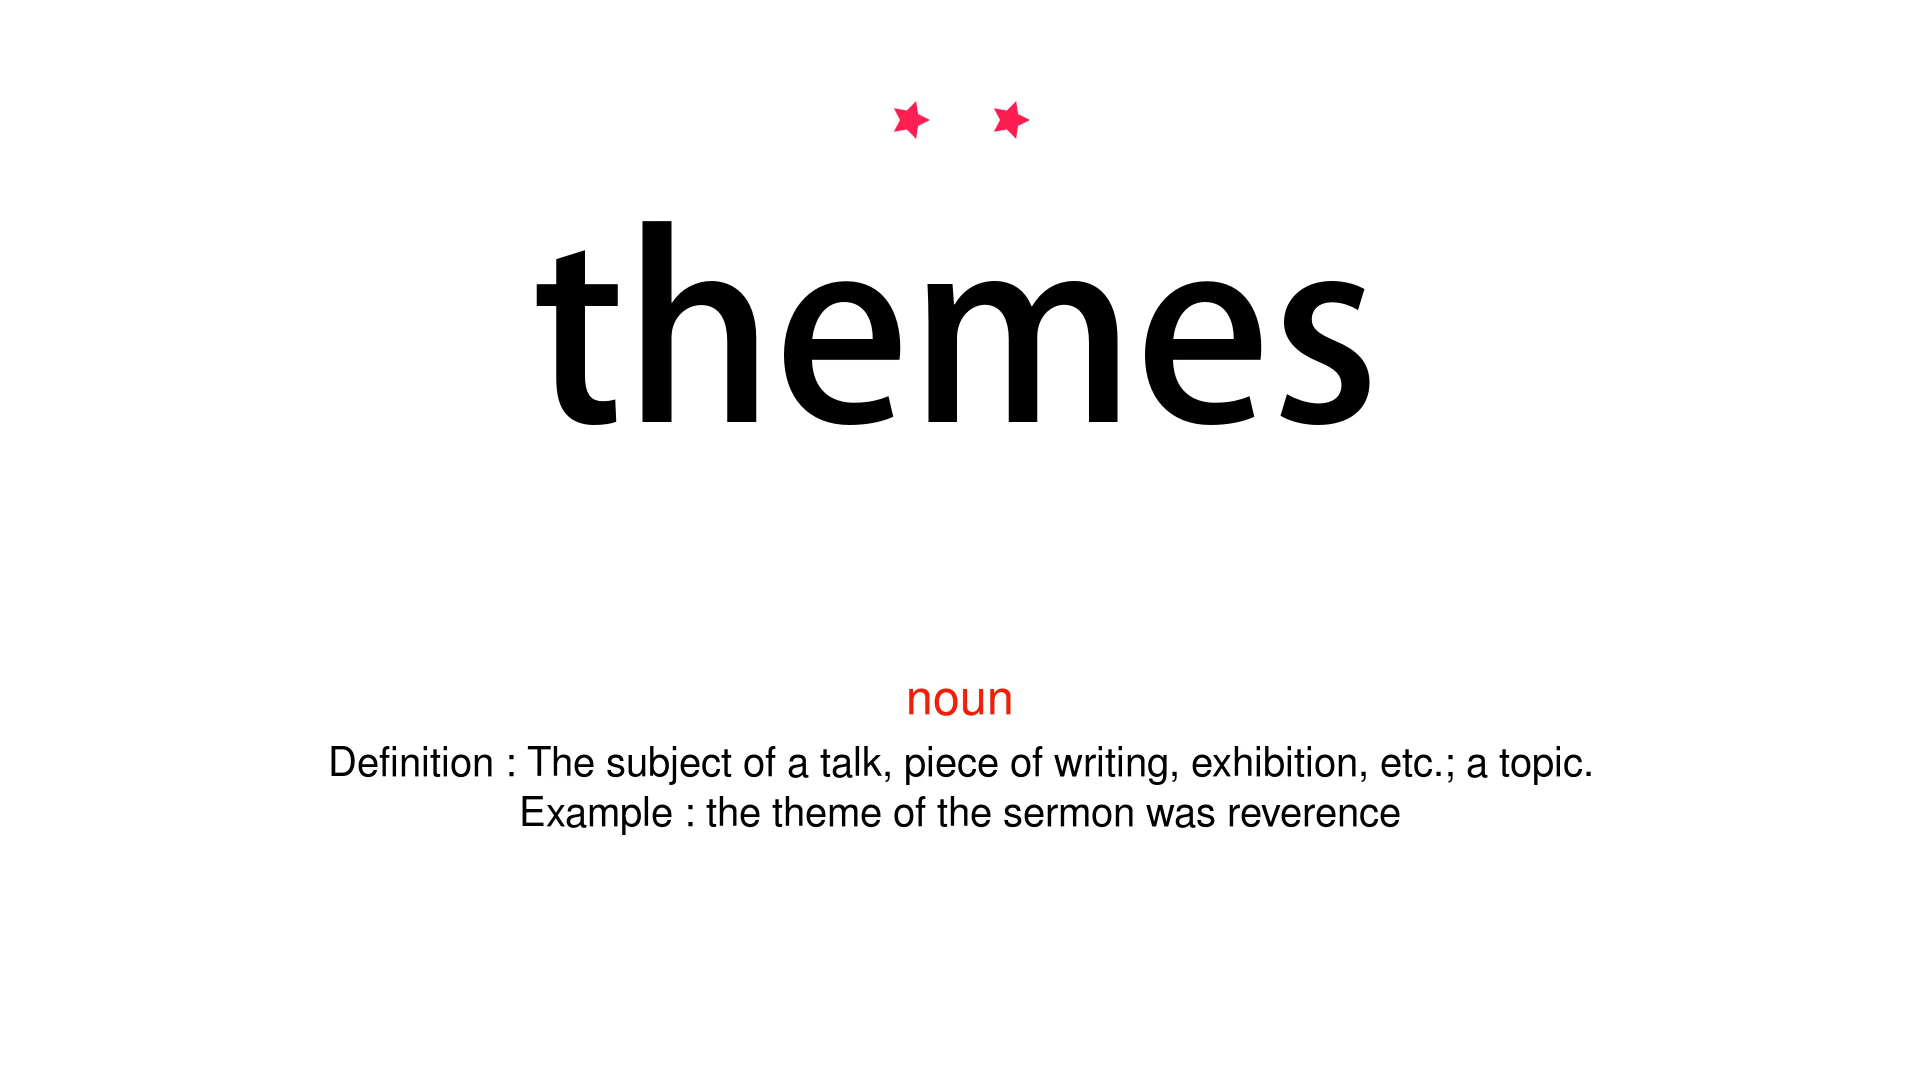 themes
noun
Definition : The subject of a talk, piece of writing, exhibition, etc.; a topic.
Example : the theme of the sermon was reverence